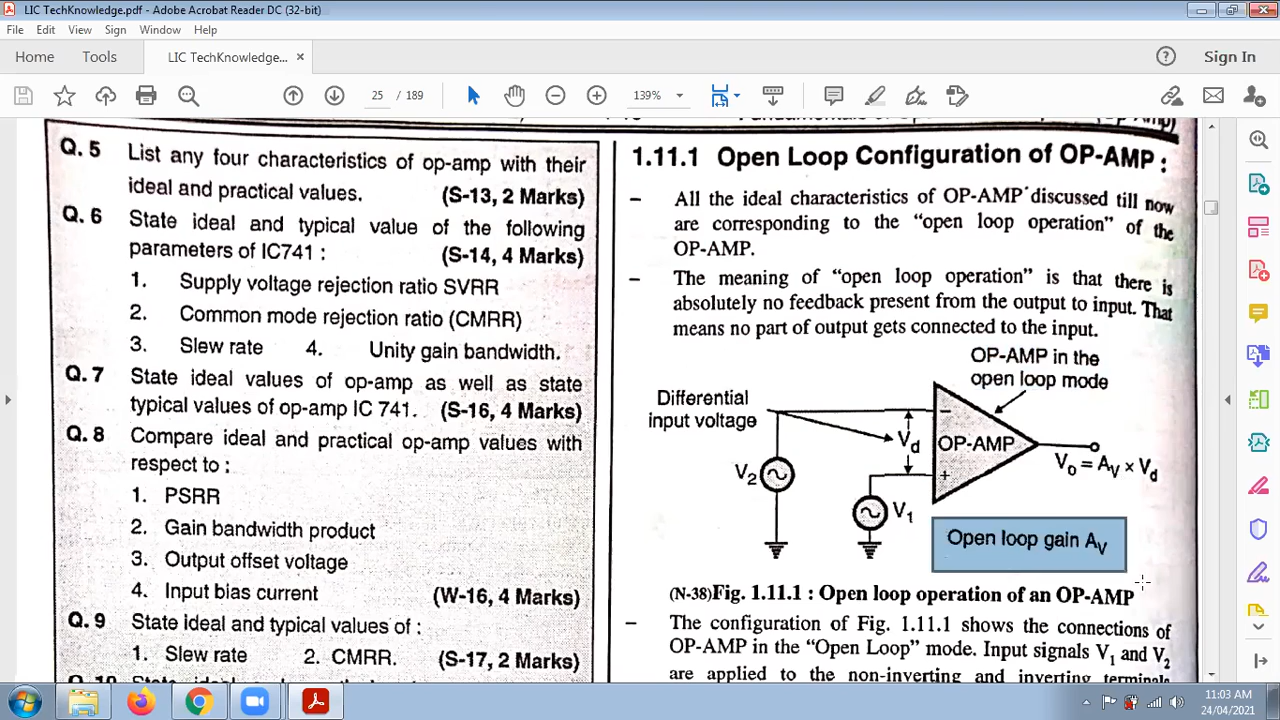 LIC TechKnowledge.pdf - Adobe Acrobat Reader DC (32-bit)
File Edit View Sign Window Help
Home Tools LIC TechKnowledge... × Sign In
25 / 189 139%
Q. 5 List any four characteristics of op-amp with their
ideal and practical values. (S-13, 2 Marks)
Q. 6 State ideal and typical value of the following
parameters of IC741 : (S-14, 4 Marks)
1. Supply voltage rejection ratio SVRR
2. Common mode rejection ratio (CMRR)
3. Slew rate 4. Unity gain bandwidth.
Q. 7 State ideal values of op-amp as well as state
typical values of op-amp IC 741. (S-16, 4 Marks)
Q. 8 Compare ideal and practical op-amp values with
respect to :
1. PSRR
2. Gain bandwidth product
3. Output offset voltage
4. Input bias current (W-16, 4 Marks)
Q. 9 State ideal and typical values of :
1. Slew rate 2. CMRR. (S-17, 2 Marks)
1.11.1 Open Loop Configuration of OP-AMP :
– All the ideal characteristics of OP-AMP discussed till now
are corresponding to the "open loop operation" of the
OP-AMP.
– The meaning of "open loop operation" is that there is
absolutely no feedback present from the output to input. That
means no part of output gets connected to the input.
OP-AMP in the
open loop mode
Differential
input voltage
Vd
–
OP-AMP
+
V2
V1
Vo = AV × Vd
Open loop gain AV
(N-38)Fig. 1.11.1 : Open loop operation of an OP-AMP
– The configuration of Fig. 1.11.1 shows the connections of
OP-AMP in the "Open Loop" mode. Input signals V1 and V2
are applied to the non-inverting and inverting terminals
11:03 AM
24/04/2021